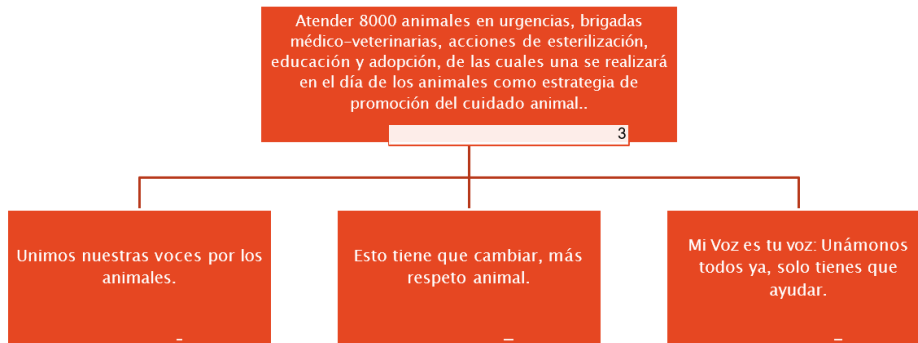 Atender 8000 animales en urgencias, brigadas
médico-veterinarias, acciones de esterilización,
educación y adopción, de las cuales una se realizará
en el día de los animales como estrategia de
promoción del cuidado animal..
3
Unimos nuestras voces por los
animales.
Esto tiene que cambiar, más
respeto animal.
Mi Voz es tu voz: Unámonos
todos ya, solo tienes que
ayudar.